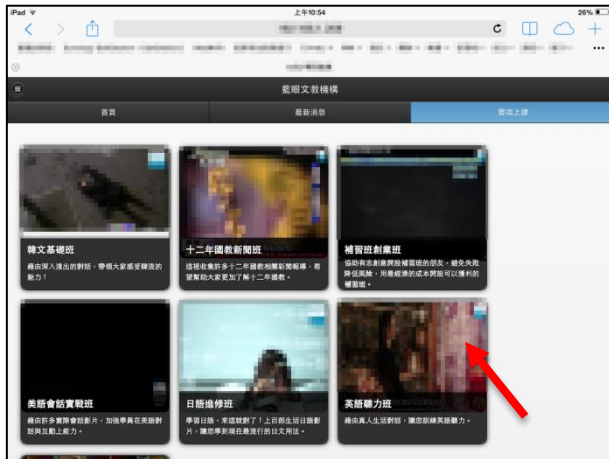 iPad
上午10:54
26%
藍眼文教機構
首頁
最新消息
雲端上課
韓文基礎班
藉由深入淺出的對話，帶領大家感受韓流的
魅力！
十二年國教新聞班
這裡收集許多十二年國教相關新聞報導，希
望幫助大家更加了解十二年國教。
補習班創業班
協助有志創意開設補習班的朋友，避免失敗
降低風險，用最經濟的成本開設可以獲利的
補習班。
美語會話實戰班
藉由許多實際會話影片，加強學員在美語對
話與互動上能力。
日語進修班
學習日語，來這就對了！上百部生活日語影
片，讓您學到現在最流行的日文用法。
英語聽力班
藉由真人生活對話，讓您訓練英語聽力。